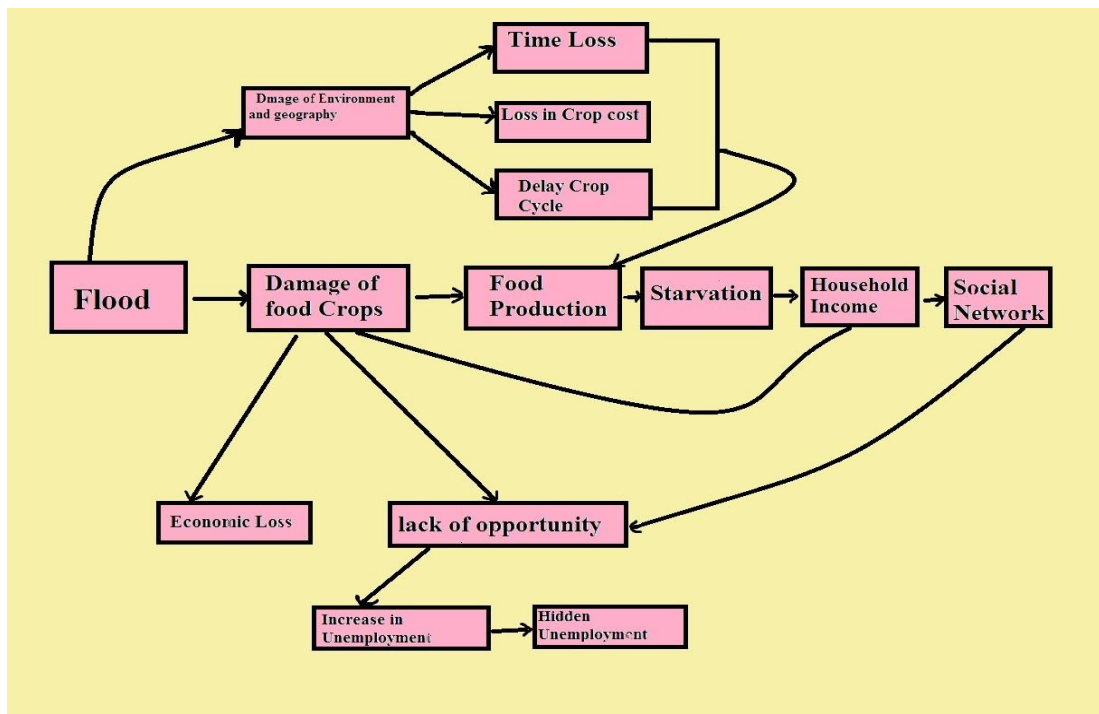 Time Loss
Dmage of Environment
and geography
Loss in Crop cost
Delay Crop
Cycle
Flood
Damage of
food Crops
Food
Production
Starvation
Household
Income
Social
Network
Economic Loss
lack of opportunity
Increase in
Unemployment
Hidden
Unemployment